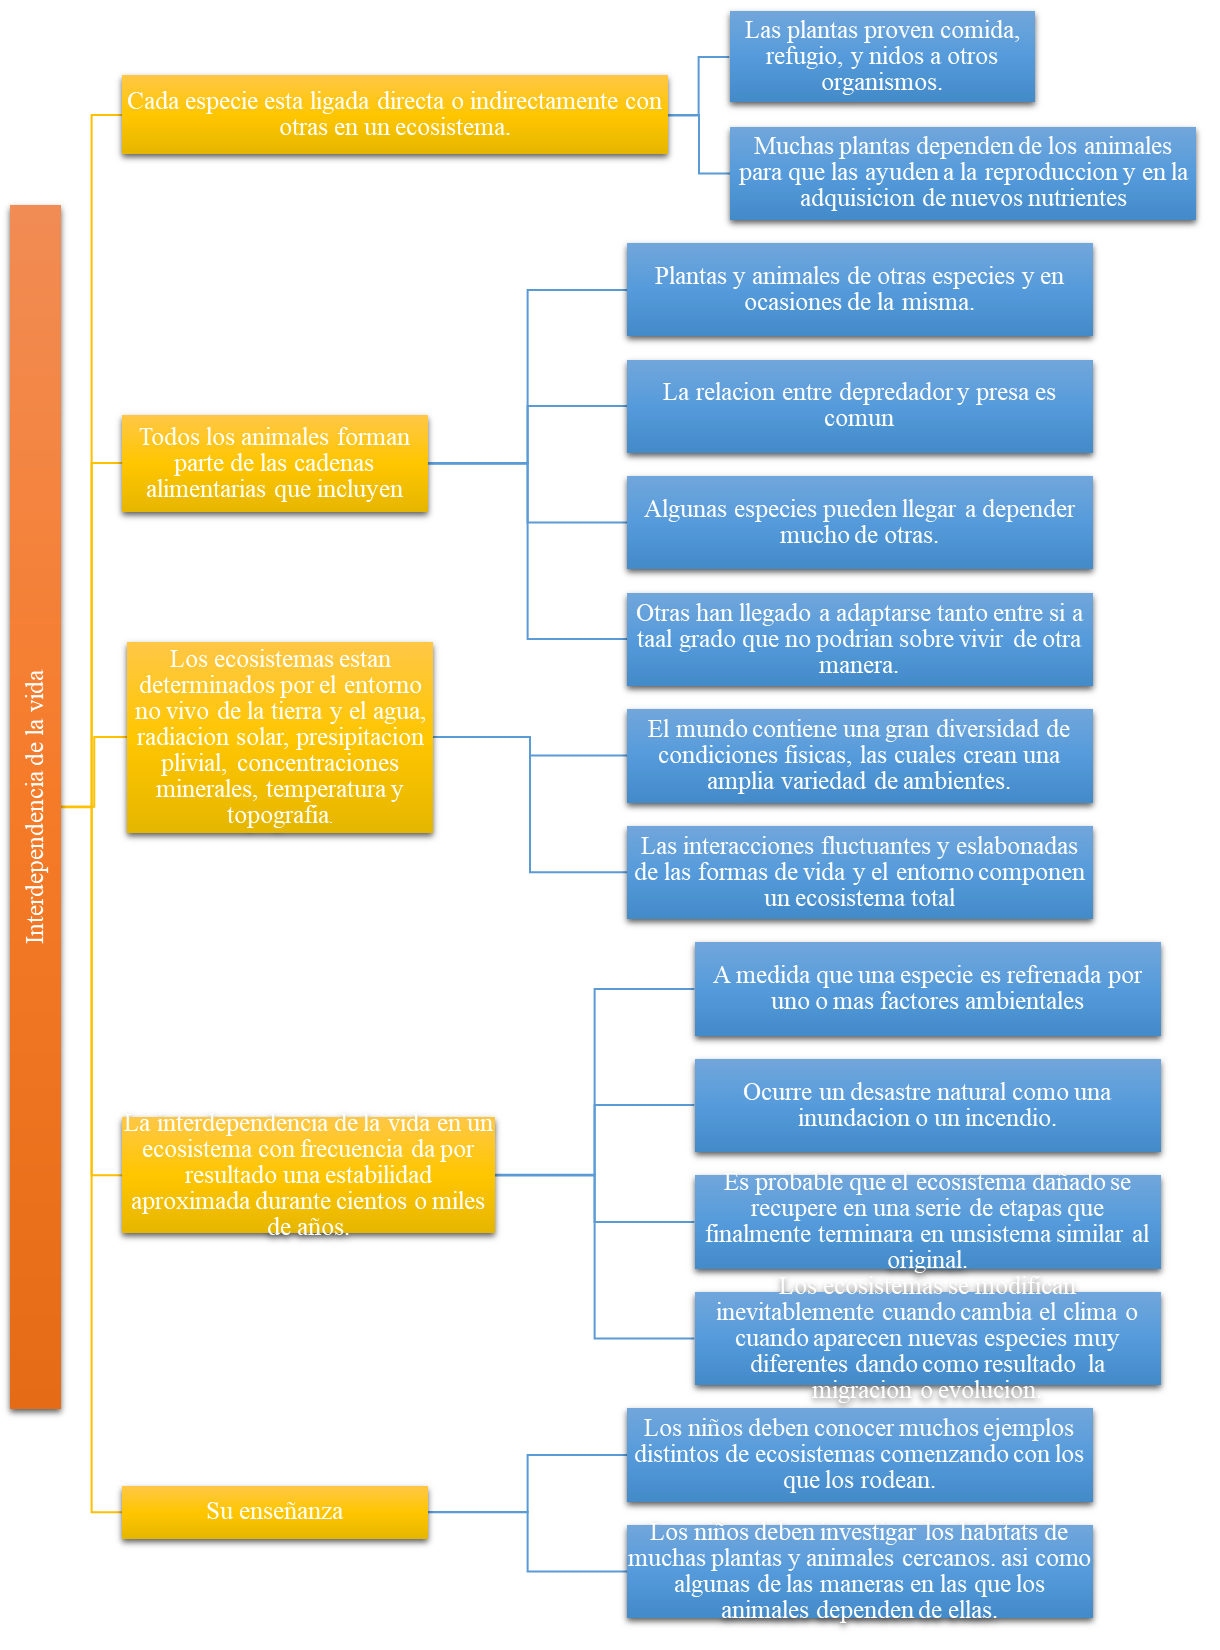 Interdependencia de la vida
Cada especie esta ligada directa o indirectamente con
otras en un ecosistema.
Las plantas proven comida,
refugio, y nidos a otros
organismos.
Muchas plantas dependen de los animales
para que las ayuden a la reproduccion y en la
adquisicion de nuevos nutrientes
Todos los animales forman
parte de las cadenas
alimentarias que incluyen
Plantas y animales de otras especies y en
ocasiones de la misma.
La relacion entre depredador y presa es
comun
Algunas especies pueden llegar a depender
mucho de otras.
Otras han llegado a adaptarse tanto entre si a
taal grado que no podrian sobre vivir de otra
manera.
Los ecosistemas estan
determinados por el entorno
no vivo de la tierra y el agua,
radiacion solar, presipitacion
plivial, concentraciones
minerales, temperatura y
topografia.
El mundo contiene una gran diversidad de
condiciones fisicas, las cuales crean una
amplia variedad de ambientes.
Las interacciones fluctuantes y eslabonadas
de las formas de vida y el entorno componen
un ecosistema total
La interdependencia de la vida en un
ecosistema con frecuencia da por
resultado una estabilidad
aproximada durante cientos o miles
de años.
A medida que una especie es refrenada por
uno o mas factores ambientales
Ocurre un desastre natural como una
inundacion o un incendio.
Es probable que el ecosistema dañado se
recupere en una serie de etapas que
finalmente terminara en unsistema similar al
original.
Los ecosistemas se modifican
inevitablemente cuando cambia el clima o
cuando aparecen nuevas especies muy
diferentes dando como resultado la
migracion o evolucion.
Su enseñanza
Los niños deben conocer muchos ejemplos
distintos de ecosistemas comenzando con los
que los rodean.
Los niños deben investigar los habitats de
muchas plantas y animales cercanos. asi como
algunas de las maneras en las que los
animales dependen de ellas.